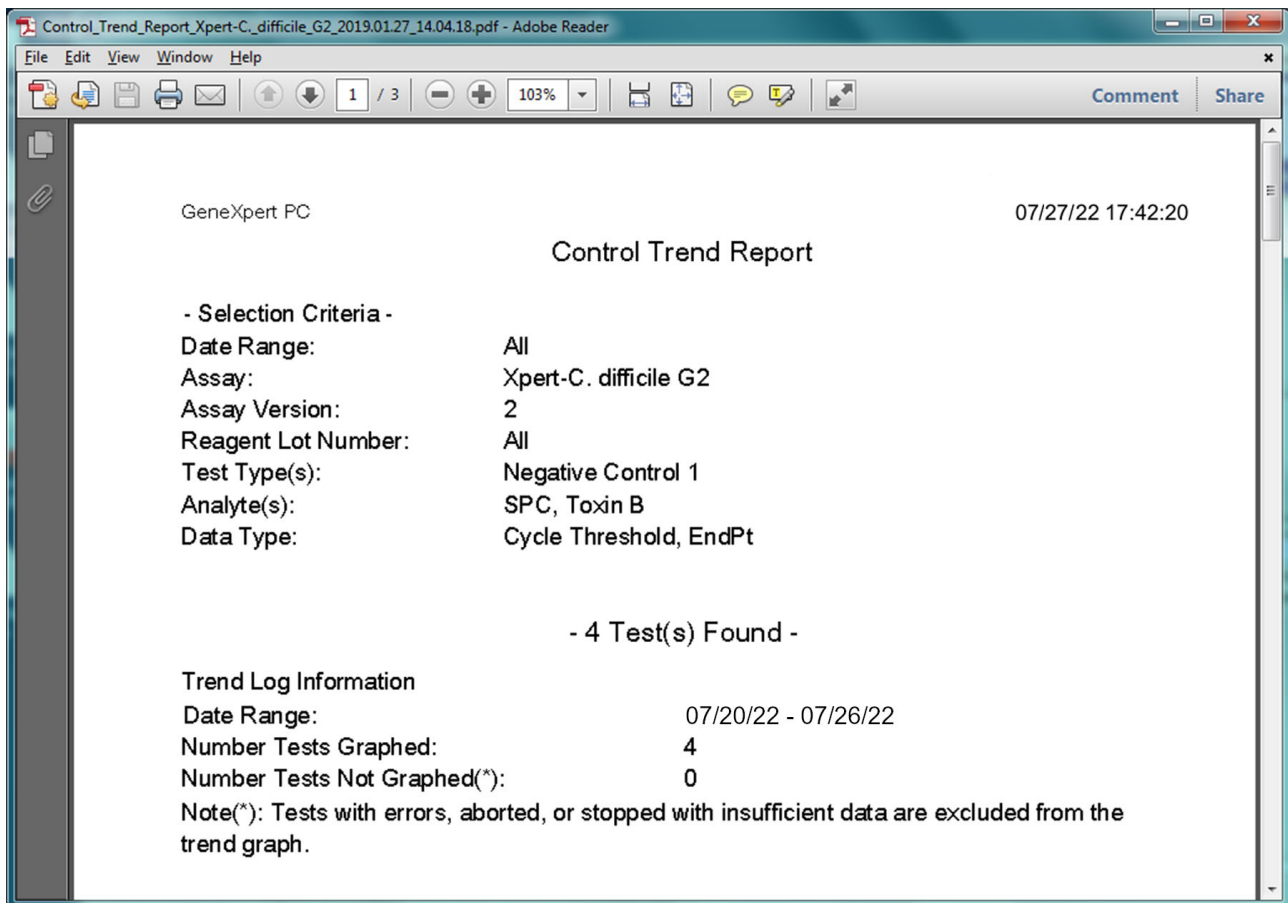 Control_Trend_Report_Xpert-C._difficile_G2_2019.01.27_14.04.18.pdf - Adobe Reader
File Edit View Window Help
1 / 3 103% Comment Share
GeneXpert PC 07/27/22 17:42:20
Control Trend Report
- Selection Criteria -
Date Range: All
Assay: Xpert-C. difficile G2
Assay Version: 2
Reagent Lot Number: All
Test Type(s): Negative Control 1
Analyte(s): SPC, Toxin B
Data Type: Cycle Threshold, EndPt
- 4 Test(s) Found -
Trend Log Information
Date Range: 07/20/22 - 07/26/22
Number Tests Graphed: 4
Number Tests Not Graphed(*): 0
Note(*): Tests with errors, aborted, or stopped with insufficient data are excluded from the
trend graph.